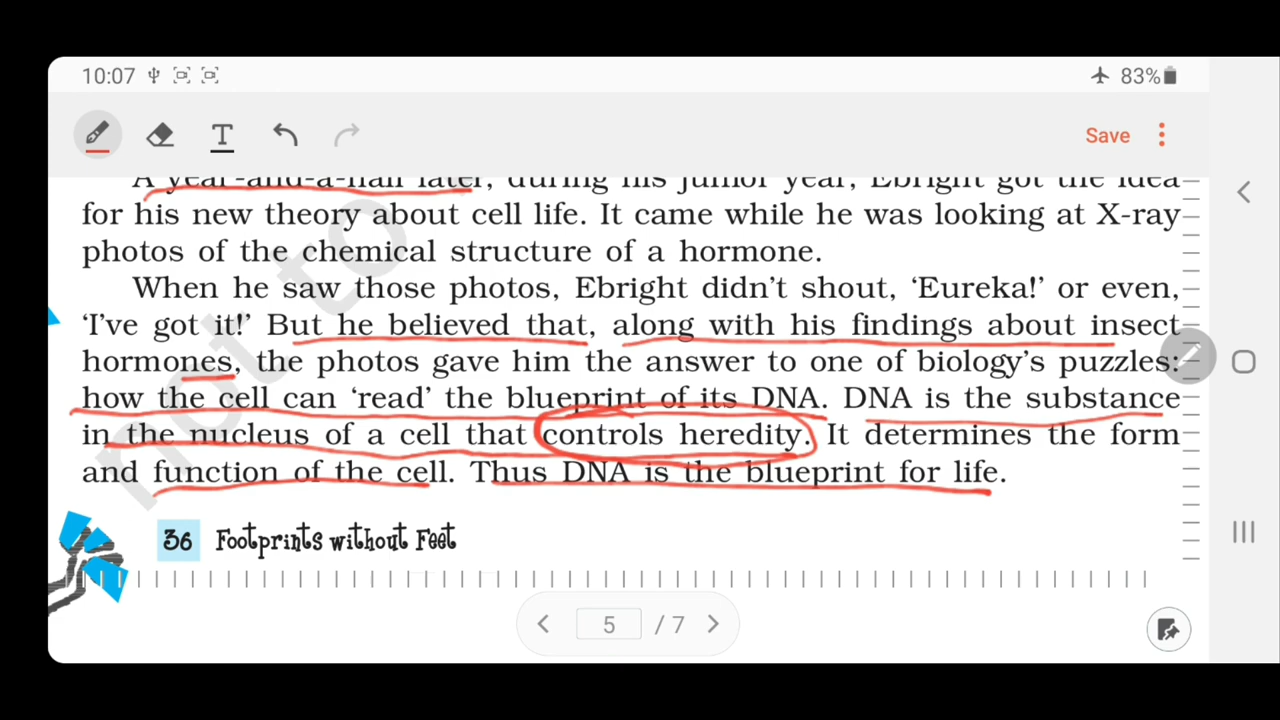 10:07 83%
T Save
A year-and-a-half later, during his junior year, Ebright got the idea
for his new theory about cell life. It came while he was looking at X-ray
photos of the chemical structure of a hormone.
When he saw those photos, Ebright didn't shout, ‘Eureka!’ or even,
‘I've got it!’ But he believed that, along with his findings about insect
hormones, the photos gave him the answer to one of biology's puzzles:
how the cell can ‘read’ the blueprint of its DNA. DNA is the substance
in the nucleus of a cell that controls heredity. It determines the form
and function of the cell. Thus DNA is the blueprint for life.
not to
36 Footprints without Feet
5 / 7